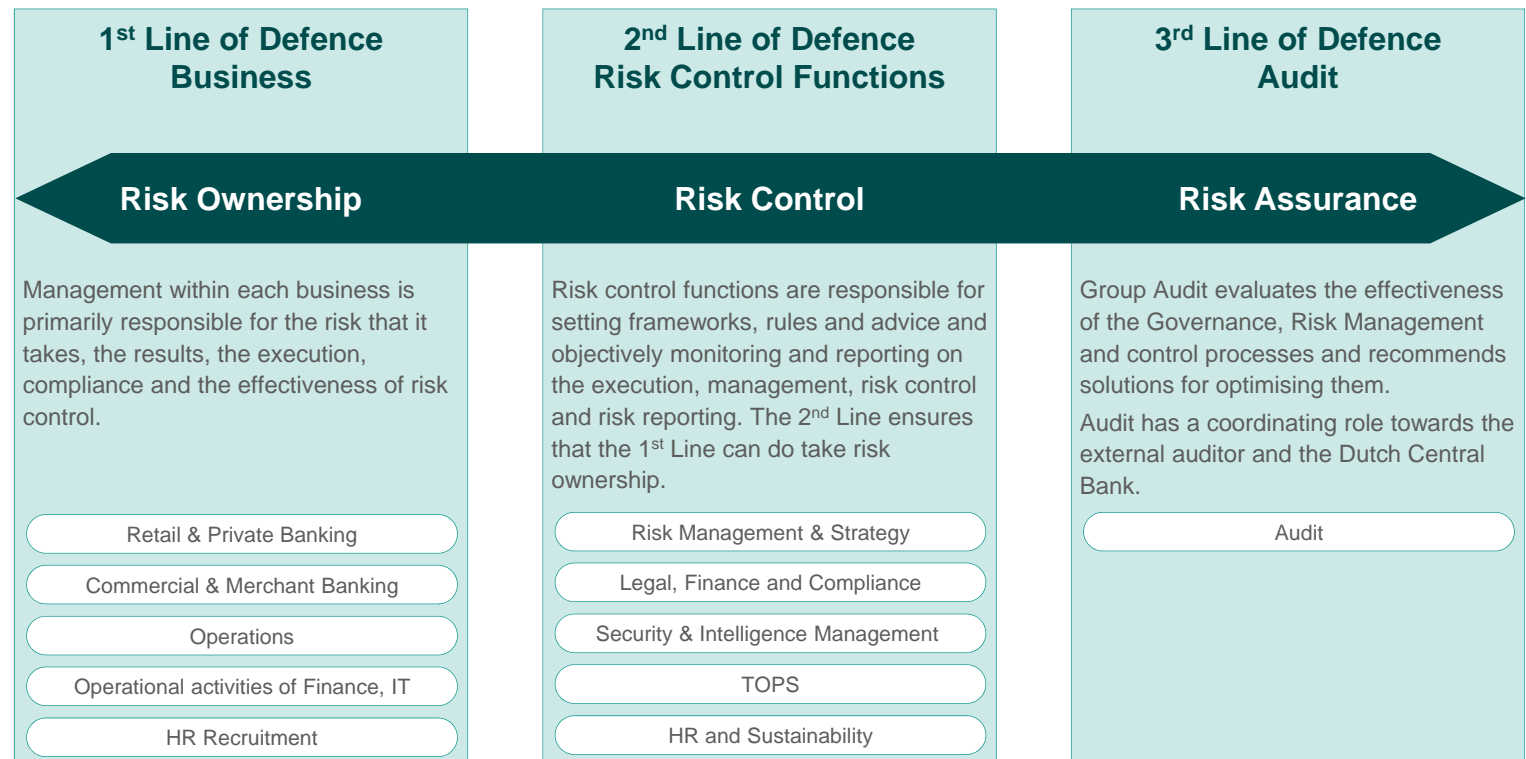 1st Line of Defence
Business
Risk Ownership
Management within each business is
primarily responsible for the risk that it
takes, the results, the execution,
compliance and the effectiveness of risk
control.
Retail & Private Banking
Commercial & Merchant Banking
Operations
Operational activities of Finance, IT
HR Recruitment
2nd Line of Defence
Risk Control Functions
Risk Control
Risk control functions are responsible for
setting frameworks, rules and advice and
objectively monitoring and reporting on
the execution, management, risk control
and risk reporting. The 2nd Line ensures
that the 1st Line can do take risk
ownership.
Risk Management & Strategy
Legal, Finance and Compliance
Security & Intelligence Management
TOPS
HR and Sustainability
3rd Line of Defence
Audit
Risk Assurance
Group Audit evaluates the effectiveness
of the Governance, Risk Management
and control processes and recommends
solutions for optimising them.
Audit has a coordinating role towards the
external auditor and the Dutch Central
Bank.
Audit